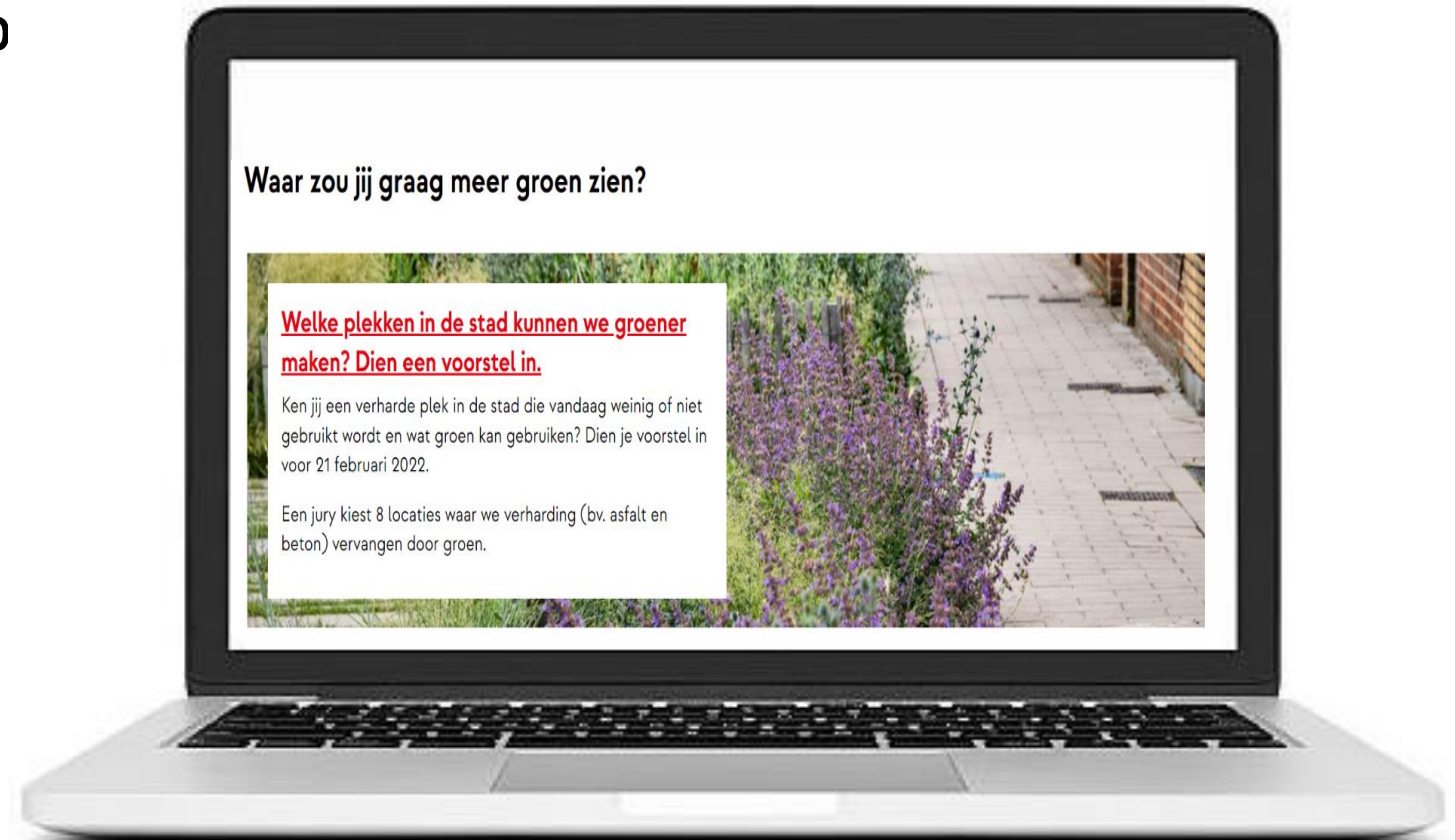 Waar zou jij graag meer groen zien?
Welke plekken in de stad kunnen we groener
maken? Dien een voorstel in.
Ken jij een verharde plek in de stad die vandaag weinig of niet
gebruikt wordt en wat groen kan gebruiken? Dien je voorstel in
voor 21 februari 2022.
Een jury kiest 8 locaties waar we verharding (bv. asfalt en
beton) vervangen door groen.